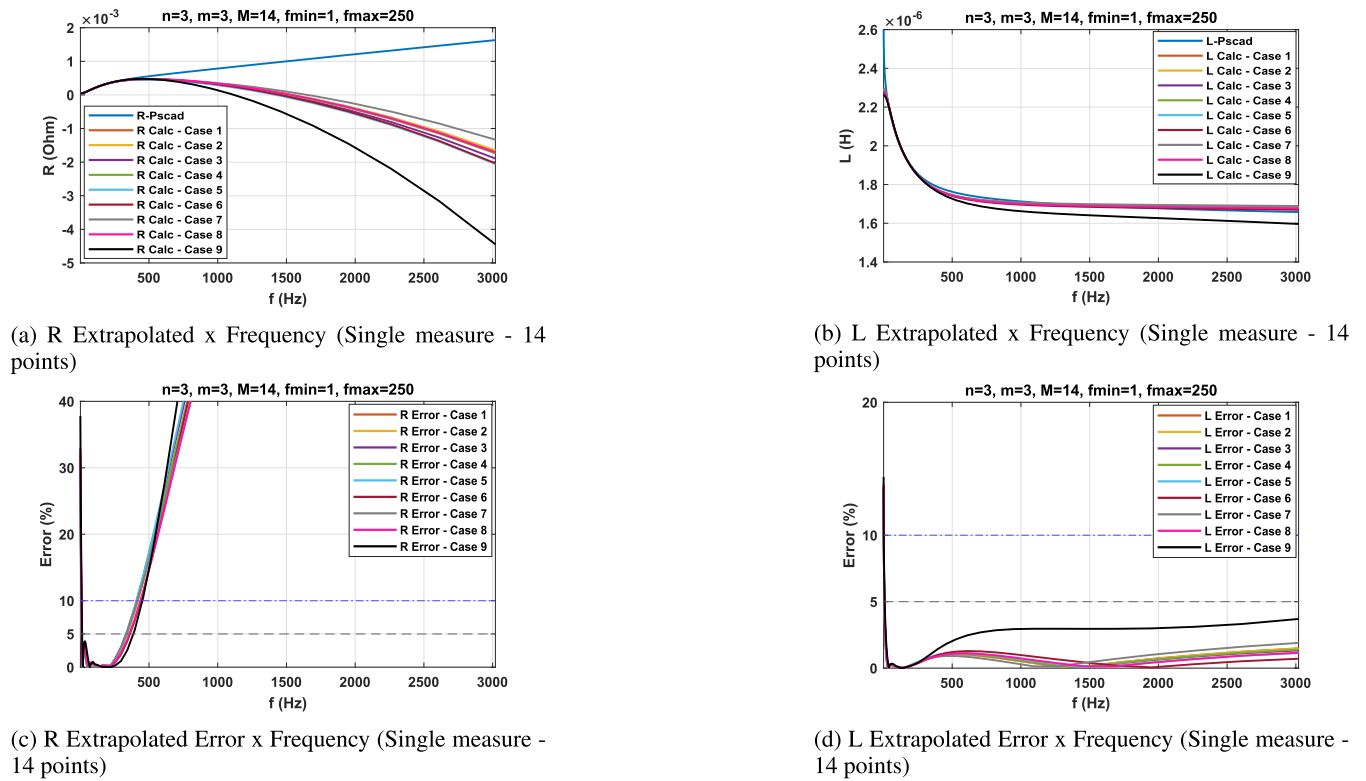 n=3, m=3, M=14, fmin=1, fmax=250
×10-3
2
1
0
-1
-2
-3
-4
-5
R (Ohm)
R-Pscad
R Calc - Case 1
R Calc - Case 2
R Calc - Case 3
R Calc - Case 4
R Calc - Case 5
R Calc - Case 6
R Calc - Case 7
R Calc - Case 8
R Calc - Case 9
500 1000 1500 2000 2500 3000
f (Hz)
(a) R Extrapolated x Frequency (Single measure - 14
points)
n=3, m=3, M=14, fmin=1, fmax=250
×10-6
2.6
2.4
2.2
2
1.8
1.6
1.4
L (H)
L-Pscad
L Calc - Case 1
L Calc - Case 2
L Calc - Case 3
L Calc - Case 4
L Calc - Case 5
L Calc - Case 6
L Calc - Case 7
L Calc - Case 8
L Calc - Case 9
500 1000 1500 2000 2500 3000
f (Hz)
(b) L Extrapolated x Frequency (Single measure - 14
points)
n=3, m=3, M=14, fmin=1, fmax=250
40
30
20
10
5
0
Error (%)
R Error - Case 1
R Error - Case 2
R Error - Case 3
R Error - Case 4
R Error - Case 5
R Error - Case 6
R Error - Case 7
R Error - Case 8
R Error - Case 9
500 1000 1500 2000 2500 3000
f (Hz)
(c) R Extrapolated Error x Frequency (Single measure -
14 points)
n=3, m=3, M=14, fmin=1, fmax=250
20
10
5
0
Error (%)
L Error - Case 1
L Error - Case 2
L Error - Case 3
L Error - Case 4
L Error - Case 5
L Error - Case 6
L Error - Case 7
L Error - Case 8
L Error - Case 9
500 1000 1500 2000 2500 3000
f (Hz)
(d) L Extrapolated Error x Frequency (Single measure -
14 points)